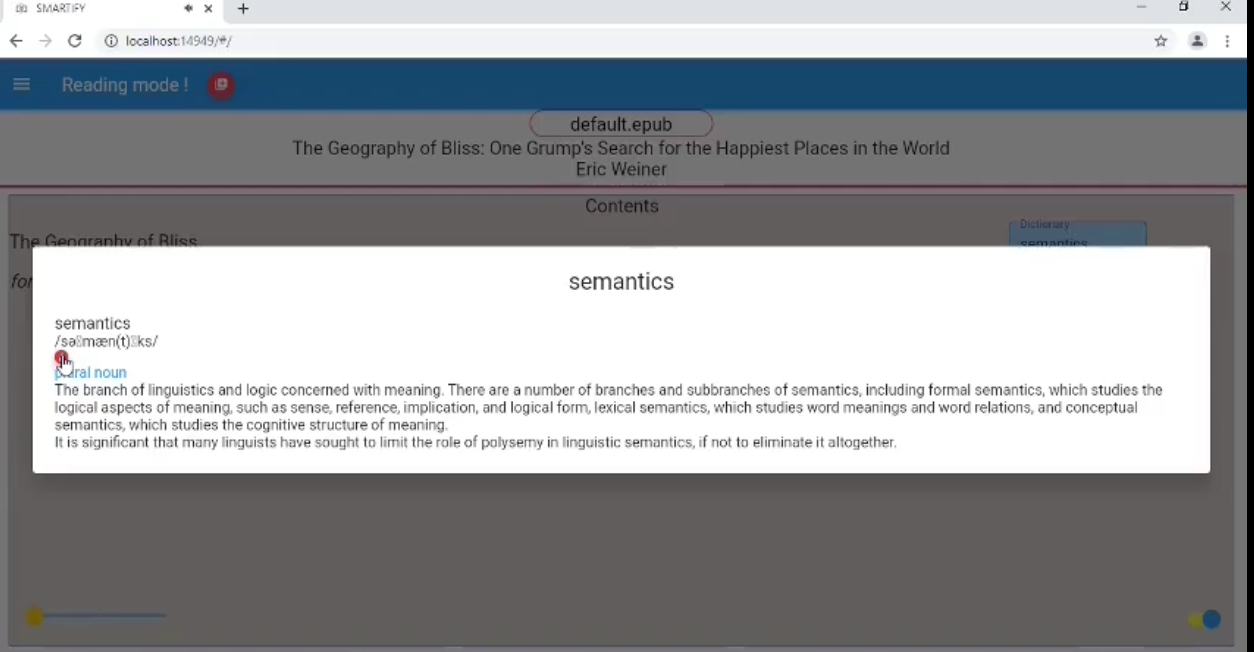 SMARTIFY
localhost:14949/#/
Reading mode !
default.epub
The Geography of Bliss: One Grump's Search for the Happiest Places in the World
Eric Weiner
Contents
The Geography of Bliss
Dictionary
semantics
for
semantics
semantics
/sə▯mæn(t)▯ks/
plural noun
The branch of linguistics and logic concerned with meaning. There are a number of branches and subbranches of semantics, including formal semantics, which studies the
logical aspects of meaning, such as sense, reference, implication, and logical form, lexical semantics, which studies word meanings and word relations, and conceptual
semantics, which studies the cognitive structure of meaning.
It is significant that many linguists have sought to limit the role of polysemy in linguistic semantics, if not to eliminate it altogether.